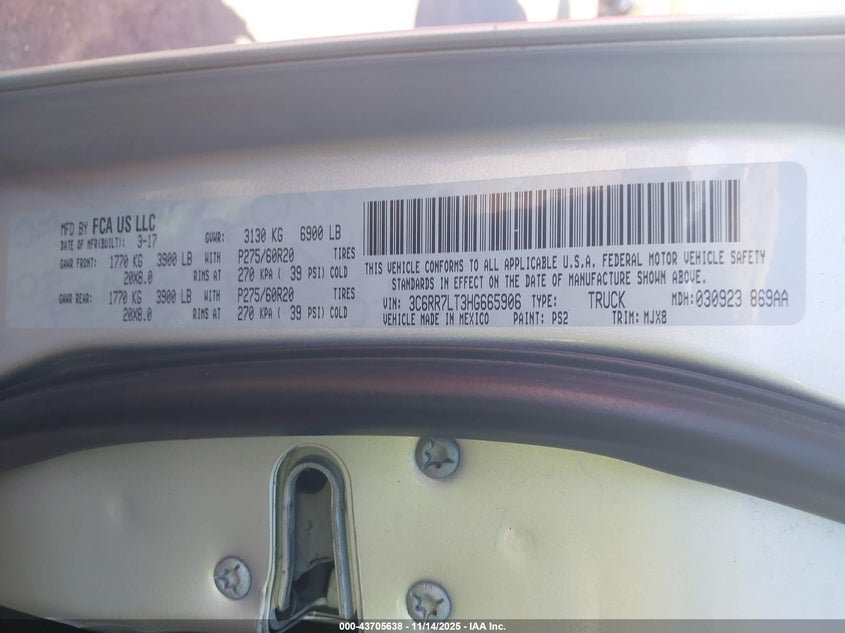 MFD BY FCA US LLC
DATE OF MFR(BUILT): 3-17 GVWR: 3130 KG 6900 LB
GAWR FRONT: 1770 KG 3900 LB WITH P275/60R20 TIRES
20X8.0 RIMS AT 270 KPA ( 39 PSI) COLD
GAWR REAR: 1770 KG 3900 LB WITH P275/60R20 TIRES
20X8.0 RIMS AT 270 KPA ( 39 PSI) COLD
THIS VEHICLE CONFORMS TO ALL APPLICABLE U.S.A. FEDERAL MOTOR VEHICLE SAFETY
STANDARDS IN EFFECT ON THE DATE OF MANUFACTURE SHOWN ABOVE.
VIN: 3C6RR7LT3HG665906 TYPE: TRUCK MDH: 030923 869AA
VEHICLE MADE IN MEXICO PAINT: PS2 TRIM: MJX8
000-43705638 - 11/14/2025 - IAA Inc.